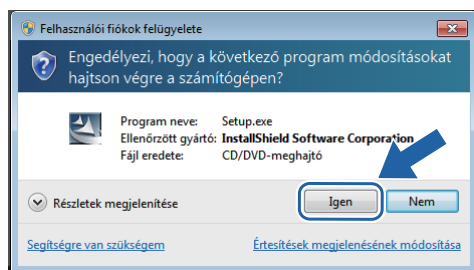 Felhasználói fiókok felügyelete
Engedélyezi, hogy a következő program módosításokat
hajtson végre a számítógépen?
Program neve: Setup.exe
Ellenőrzött gyártó: InstallShield Software Corporation
Fájl eredete: CD/DVD-meghajtó
Részletek megjelenítése
Igen
Nem
Segítségre van szükségem
Értesítések megjelenésének módosítása